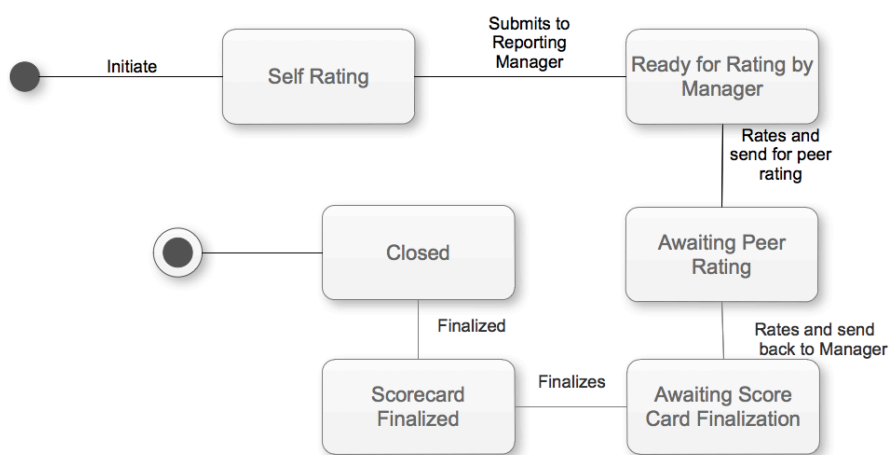 Initiate
Self Rating
Submits to
Reporting
Manager
Ready for Rating by
Manager
Rates and
send for peer
rating
Awaiting Peer
Rating
Rates and send
back to Manager
Awaiting Score
Card Finalization
Finalizes
Scorecard
Finalized
Finalized
Closed